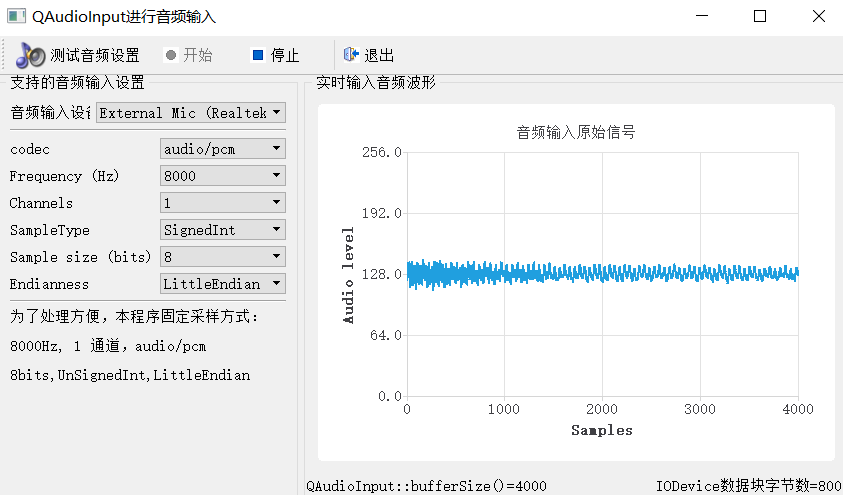 QAudioInput进行音频输入
测试音频设置 开始 停止 退出
支持的音频输入设置
音频输入设备 External Mic (Realtek
codec audio/pcm
Frequency (Hz) 8000
Channels 1
SampleType SignedInt
Sample size (bits) 8
Endianness LittleEndian
为了处理方便，本程序固定采样方式：
8000Hz, 1 通道，audio/pcm
8bits,UnSignedInt,LittleEndian
实时输入音频波形
音频输入原始信号
256.0
192.0
128.0
64.0
0.0
Audio level
0 1000 2000 3000 4000
Samples
QAudioInput::bufferSize()=4000 IODevice数据块字节数=800